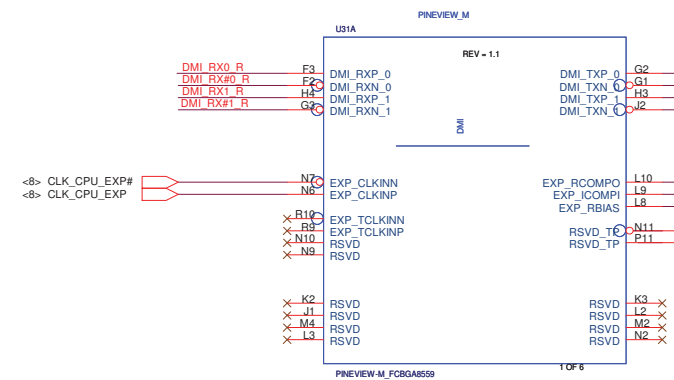 PINEVIEW_M
U31A
REV = 1.1
DMI_RX0_R F3 DMI_RXP_0 DMI_TXP_0 G2
DMI_RX#0_R F2 DMI_RXN_0 DMI_TXN_0 G1
DMI_RX1_R H4 DMI_RXP_1 DMI_TXP_1 H3
DMI_RX#1_R G3 DMI_RXN_1 DMI_TXN_1 J2
DMI
<8> CLK_CPU_EXP# N7 EXP_CLKINN EXP_RCOMPO L10
<8> CLK_CPU_EXP N6 EXP_CLKINP EXP_ICOMPI L9
EXP_RBIAS L8
R10 EXP_TCLKINN
R9 EXP_TCLKINP RSVD_TP N11
N10 RSVD RSVD_TP P11
N9 RSVD
K2 RSVD RSVD K3
J1 RSVD RSVD L2
M4 RSVD RSVD M2
L3 RSVD RSVD N2
1 OF 6
PINEVIEW-M_FCBGA8559